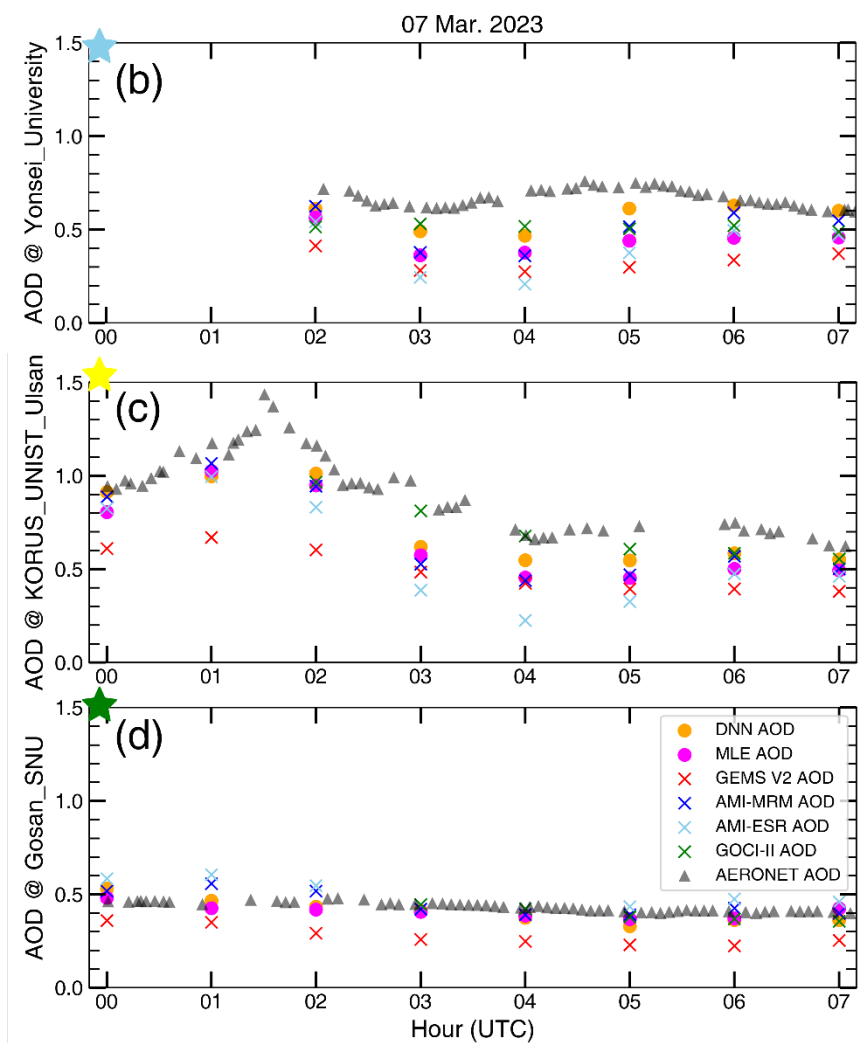 07 Mar. 2023
(b)
AOD @ Yonsei_University
1.5
1.0
0.5
0.0
00 01 02 03 04 05 06 07
(c)
AOD @ KORUS_UNIST_Ulsan
1.5
1.0
0.5
0.0
00 01 02 03 04 05 06 07
(d)
AOD @ Gosan_SNU
1.5
1.0
0.5
0.0
DNN AOD
MLE AOD
GEMS V2 AOD
AMI-MRM AOD
AMI-ESR AOD
GOCI-II AOD
AERONET AOD
00 01 02 03 04 05 06 07
Hour (UTC)